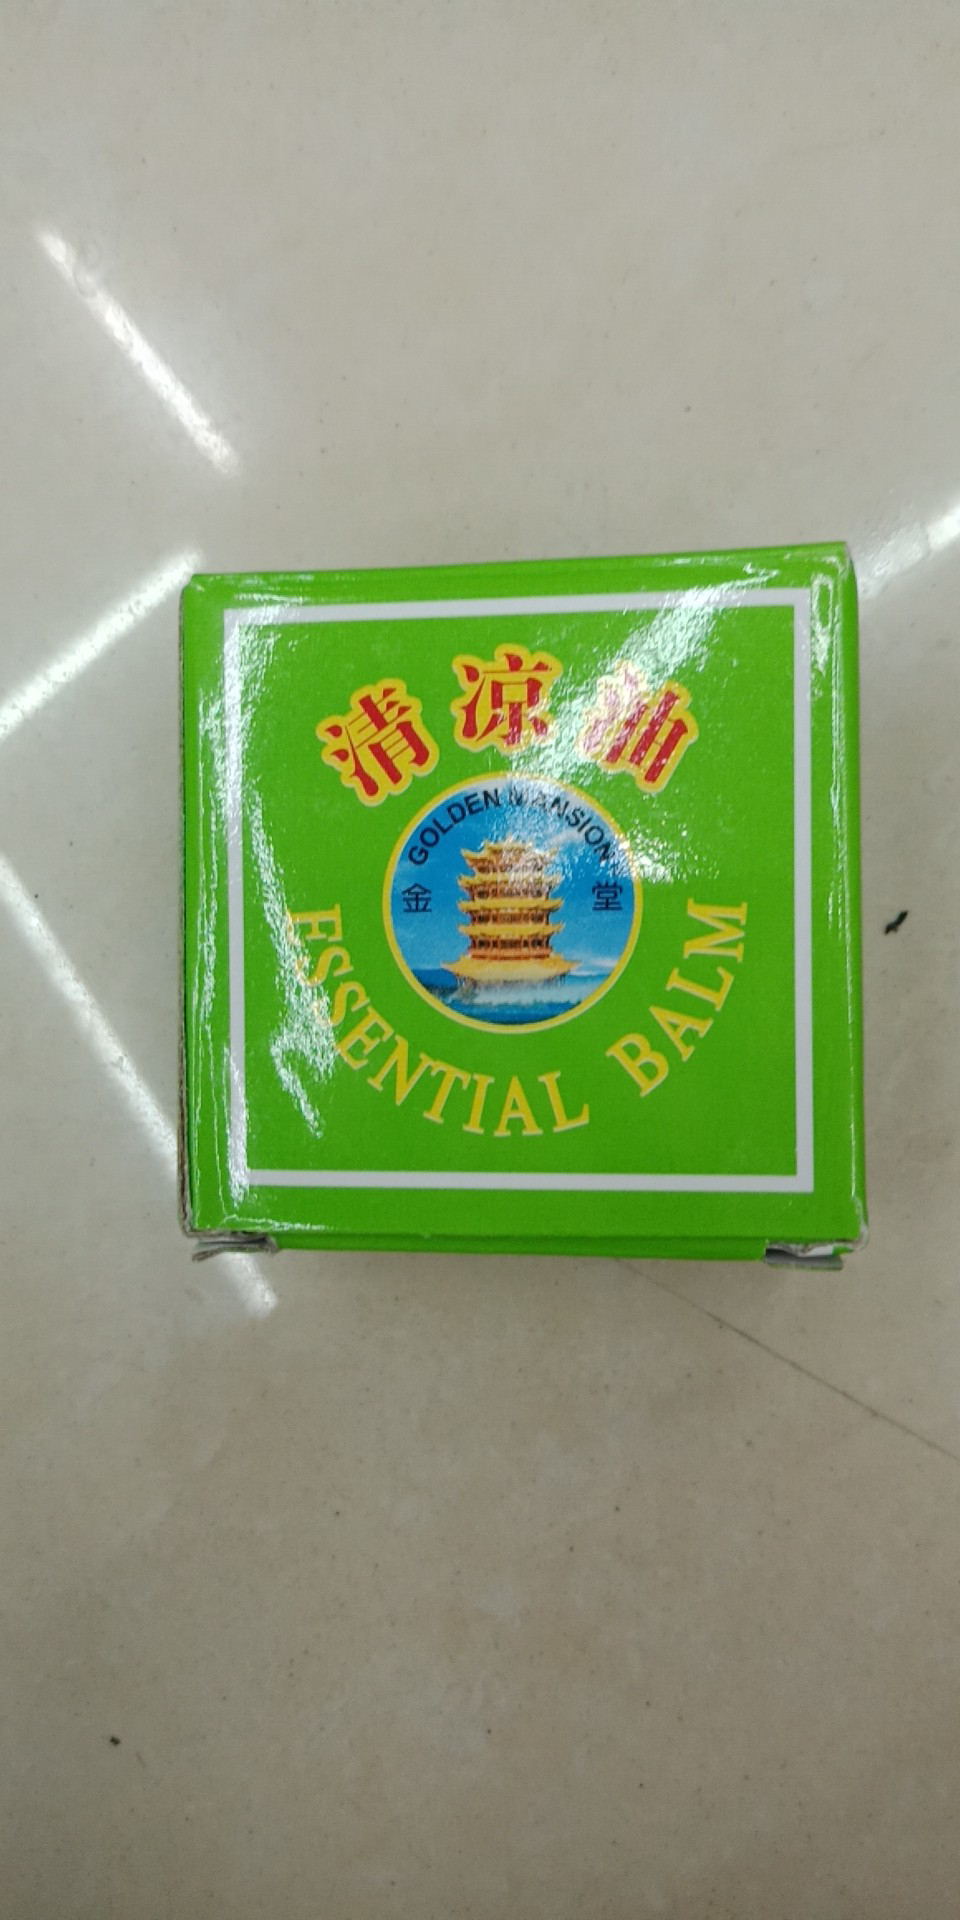 清凉油
GOLDEN MANSION
金 堂
ESSENTIAL BALM